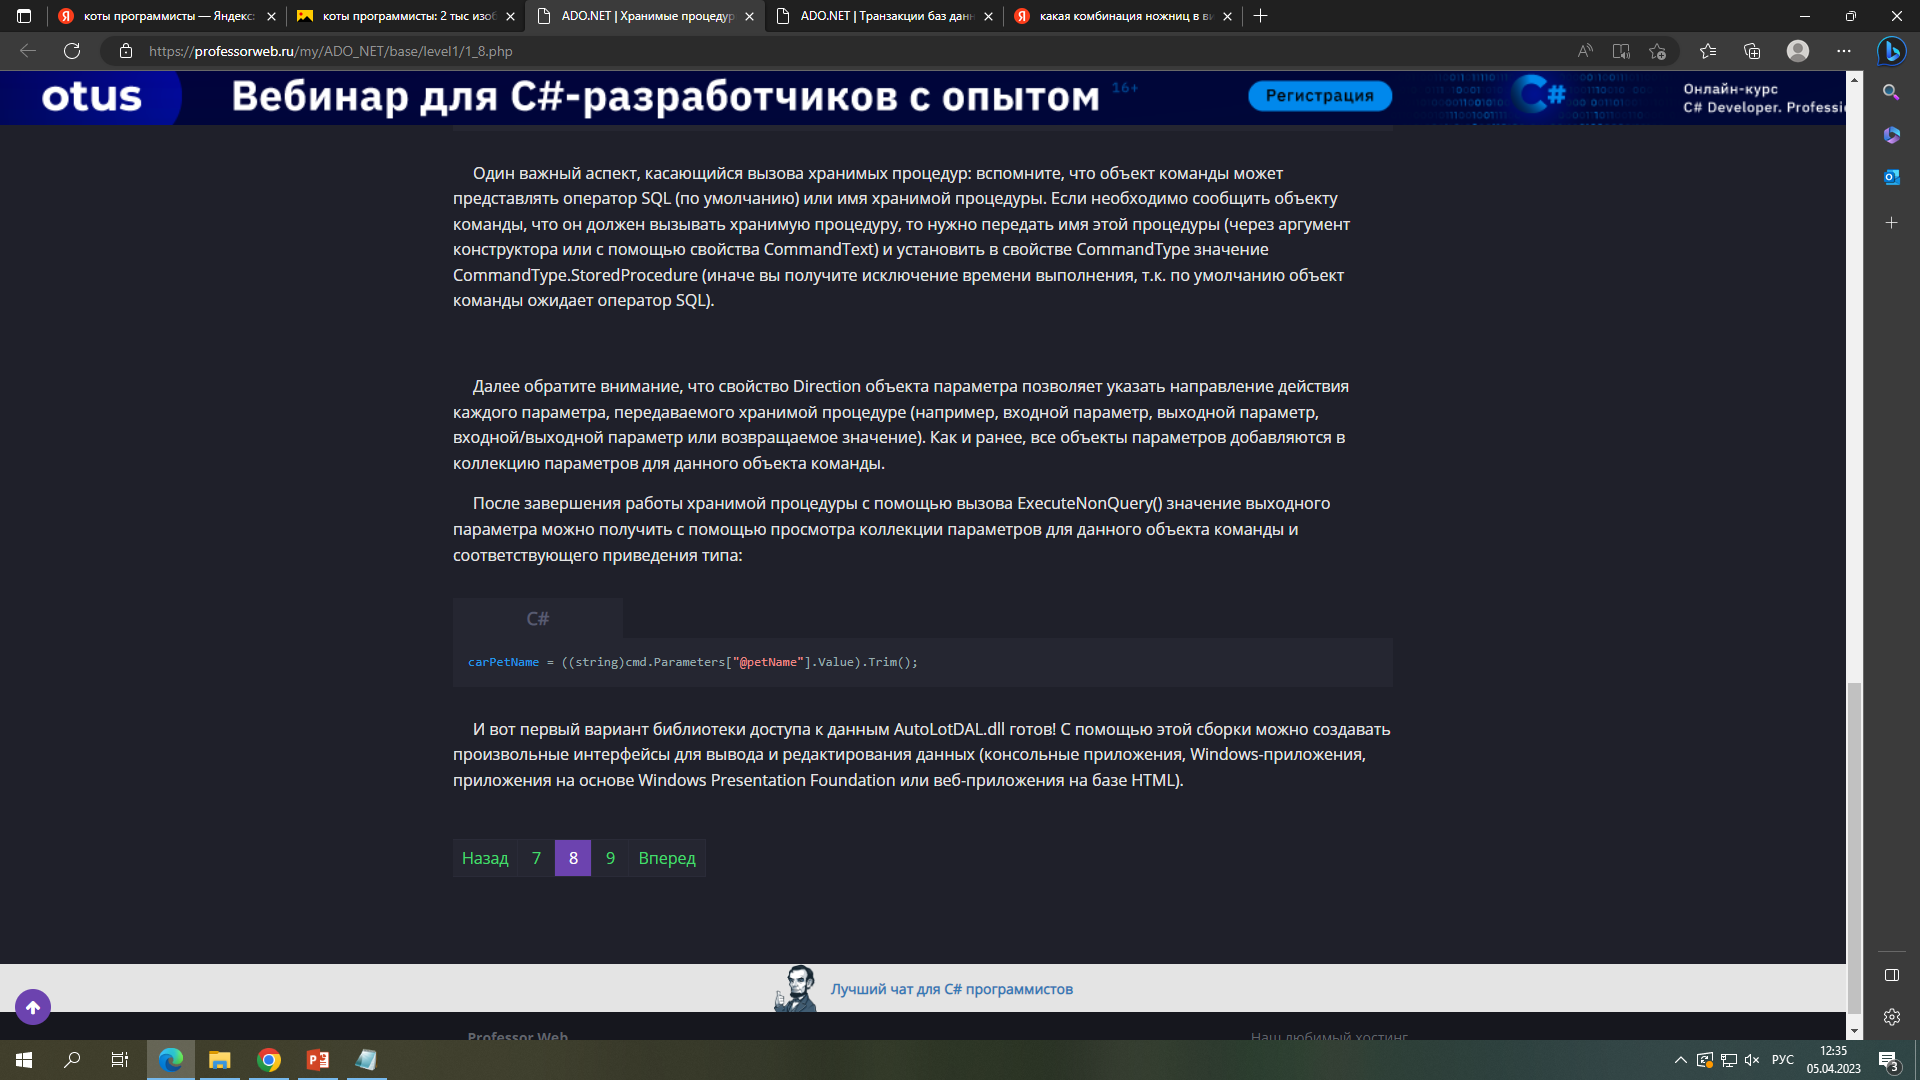 коты программисты — Яндекс:
коты программисты: 2 тыс изоб
ADO.NET | Хранимые процедур
ADO.NET | Транзакции баз данн
какая комбинация ножниц в ви
https://professorweb.ru/my/ADO_NET/base/level1/1_8.php
otus
Вебинар для C#-разработчиков с опытом
16+
Регистрация
C#
Онлайн-курс
C# Developer. Professi
Один важный аспект, касающийся вызова хранимых процедур: вспомните, что объект команды может
представлять оператор SQL (по умолчанию) или имя хранимой процедуры. Если необходимо сообщить объекту
команды, что он должен вызывать хранимую процедуру, то нужно передать имя этой процедуры (через аргумент
конструктора или с помощью свойства CommandText) и установить в свойстве CommandType значение
CommandType.StoredProcedure (иначе вы получите исключение времени выполнения, т.к. по умолчанию объект
команды ожидает оператор SQL).
Далее обратите внимание, что свойство Direction объекта параметра позволяет указать направление действия
каждого параметра, передаваемого хранимой процедуре (например, входной параметр, выходной параметр,
входной/выходной параметр или возвращаемое значение). Как и ранее, все объекты параметров добавляются в
коллекцию параметров для данного объекта команды.
После завершения работы хранимой процедуры с помощью вызова ExecuteNonQuery() значение выходного
параметра можно получить с помощью просмотра коллекции параметров для данного объекта команды и
соответствующего приведения типа:
C#
carPetName = ((string)cmd.Parameters["@petName"].Value).Trim();
И вот первый вариант библиотеки доступа к данным AutoLotDAL.dll готов! С помощью этой сборки можно создавать
произвольные интерфейсы для вывода и редактирования данных (консольные приложения, Windows-приложения,
приложения на основе Windows Presentation Foundation или веб-приложения на базе HTML).
Назад 7 8 9 Вперед
Лучший чат для C# программистов
Professor Web
Наш любимый хостинг
РУС
12:35
05.04.2023
3